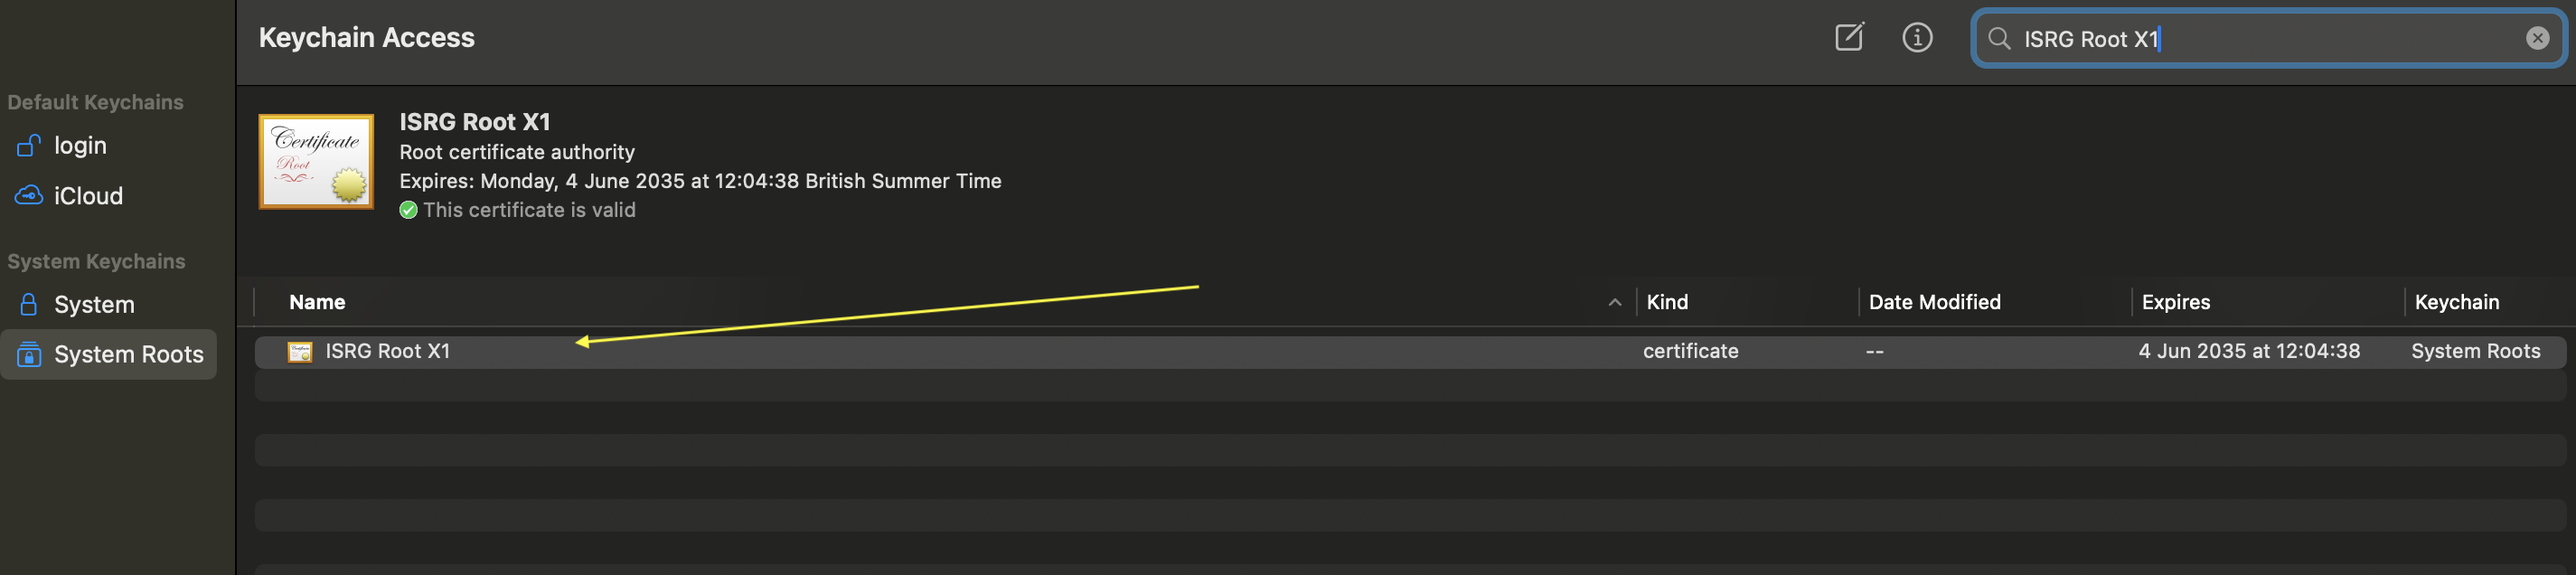 Keychain Access
ISRG Root X1
Default Keychains
login
iCloud
System Keychains
System
System Roots
Certificate
Root
ISRG Root X1
Root certificate authority
Expires: Monday, 4 June 2035 at 12:04:38 British Summer Time
This certificate is valid
Name Kind Date Modified Expires Keychain
ISRG Root X1 certificate -- 4 Jun 2035 at 12:04:38 System Roots